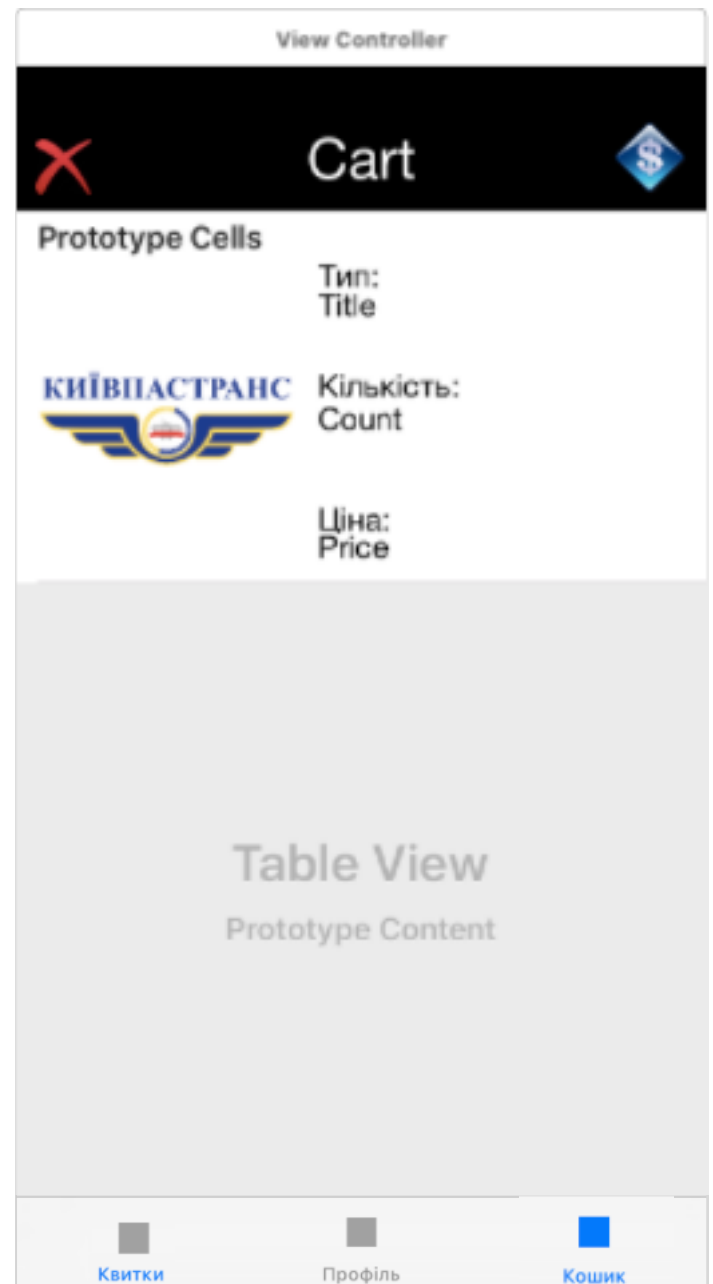 View Controller
Cart
$
Prototype Cells
Тип:
Title
КИЇВПАСТРАНС
Кількість:
Count
Ціна:
Price
Table View
Prototype Content
Квитки
Профіль
Кошик